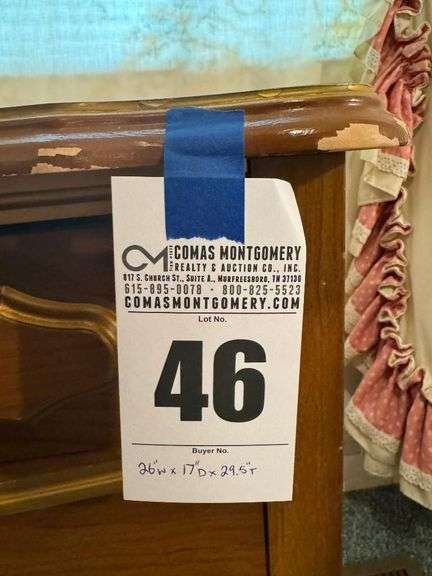 COMAS MONTGOMERY
REALTY & AUCTION CO., INC.
817 S. CHURCH ST., SUITE A., MURFREESBORO, TN 37130
615-895-0078 • 800-825-5523
COMASMONTGOMERY.COM
Lot No.
46
Buyer No.
26"W x 17"D x 29.5"T